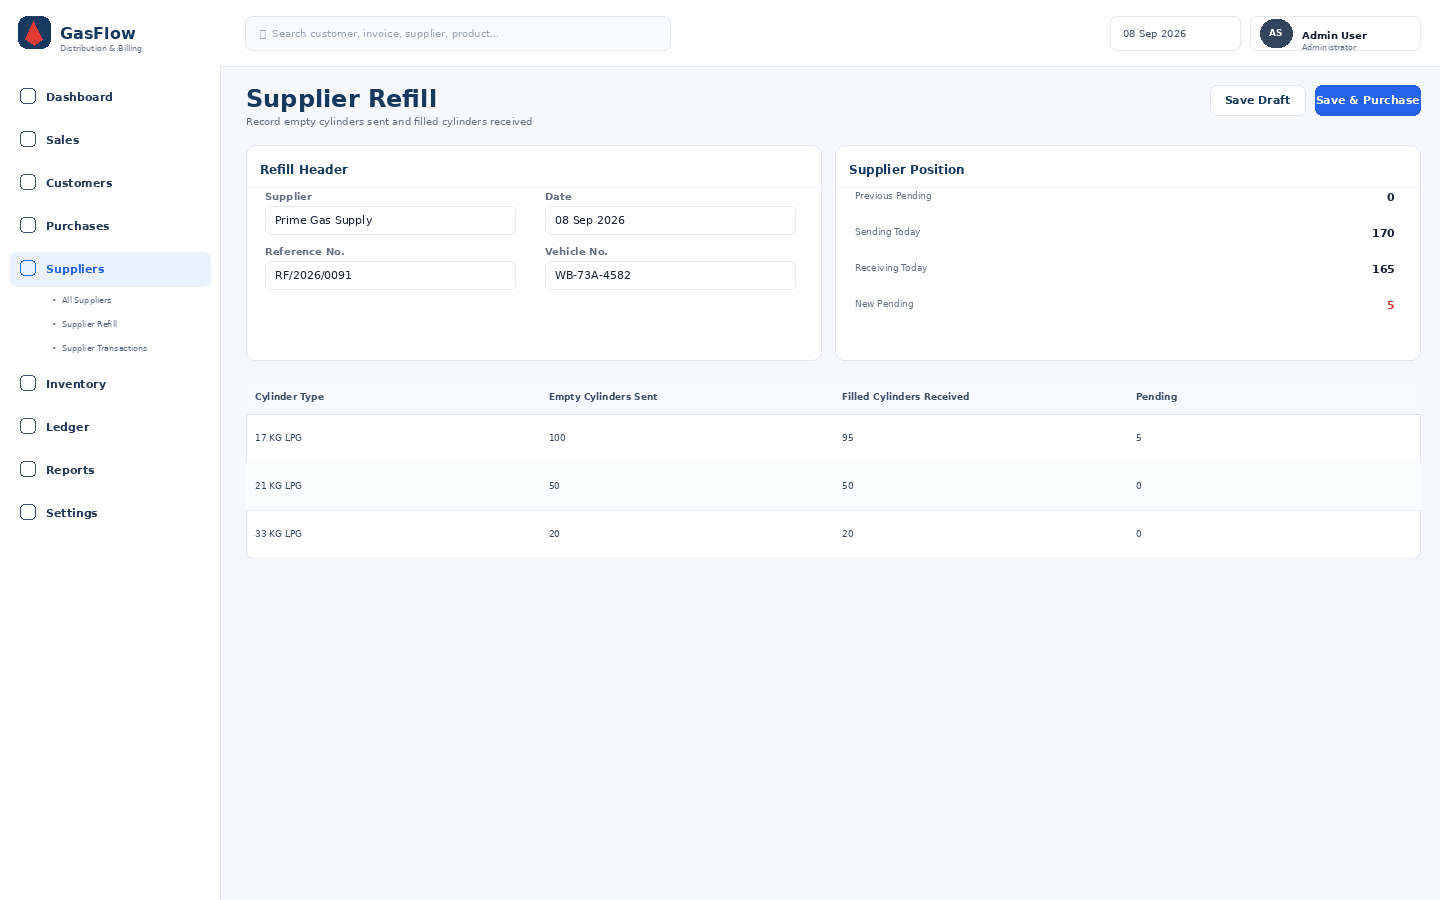 GasFlow
Distribution & Billing
Search customer, invoice, supplier, product...
08 Sep 2026
AS
Admin User
Administrator
Dashboard
Sales
Customers
Purchases
Suppliers
• All Suppliers
• Supplier Refill
• Supplier Transactions
Inventory
Ledger
Reports
Settings
Supplier Refill
Record empty cylinders sent and filled cylinders received
Save Draft
Save & Purchase
Refill Header
Supplier
Date
Prime Gas Supply
08 Sep 2026
Reference No.
Vehicle No.
RF/2026/0091
WB-73A-4582
Supplier Position
Previous Pending 0
Sending Today 170
Receiving Today 165
New Pending 5
Cylinder Type Empty Cylinders Sent Filled Cylinders Received Pending
17 KG LPG 100 95 5
21 KG LPG 50 50 0
33 KG LPG 20 20 0